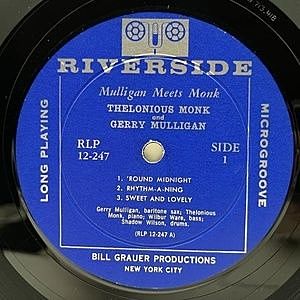 RIVERSIDE
Mulligan Meets Monk
THELONIOUS MONK
and
GERRY MULLIGAN
RLP
12-247
SIDE
1
LONG PLAYING
MICROGROOVE
1. 'ROUND MIDNIGHT
2. RHYTHM-A-NING
3. SWEET AND LOVELY
Gerry Mulligan, baritone sax; Thelonious
Monk, piano; Wilbur Ware, bass;
Shadow Wilson, drums.
(RLP 12-247 A)
BILL GRAUER PRODUCTIONS
NEW YORK CITY